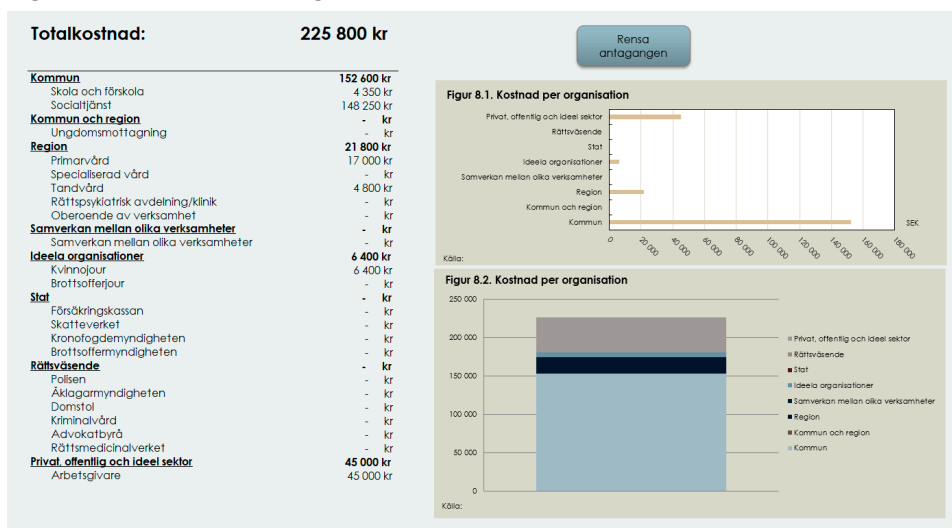 Totalkostnad: 225 800 kr
Rensa
antagangen
Kommun 152 600 kr
Skola och förskola 4 350 kr
Socialtjänst 148 250 kr
Kommun och region - kr
Ungdomsmottagning - kr
Region 21 800 kr
Primarvård 17 000 kr
Specialiserad vård - kr
Tandvård 4 800 kr
Rättspsykiatrisk avdelning/klinik - kr
Oberoende av verksamhet - kr
Samverkan mellan olika verksamheter - kr
Samverkan mellan olika verksamheter - kr
Ideela organisationer 6 400 kr
Kvinnojour 6 400 kr
Brottsofferjour - kr
Stat - kr
Försäkringskassan - kr
Skatteverket - kr
Kronofogdemyndigheten - kr
Brottsoffermyndigheten - kr
Rättsväsende - kr
Polisen - kr
Åklagarmyndigheten - kr
Domstol - kr
Kriminalvård - kr
Advokatbyrå - kr
Rättsmedicinalverket - kr
Privat, offentlig och ideel sektor 45 000 kr
Arbetsgivare 45 000 kr
Figur 8.1. Kostnad per organisation
Privat, offentlig och ideel sektor
Rättsväsende
Stat
Ideela organisationer
Samverkan mellan olika verksamheter
Region
Kommun och region
Kommun
SEK
0 20 000 40 000 60 000 80 000 100 000 120 000 140 000 160 000 180 000
Källa:
Figur 8.2. Kostnad per organisation
250 000
200 000
150 000
100 000
50 000
0
Privat, offentlig och ideel sektor
Rättsväsende
Stat
Ideela organisationer
Samverkan mellan olika verksamheter
Region
Kommun och region
Kommun
Källa: